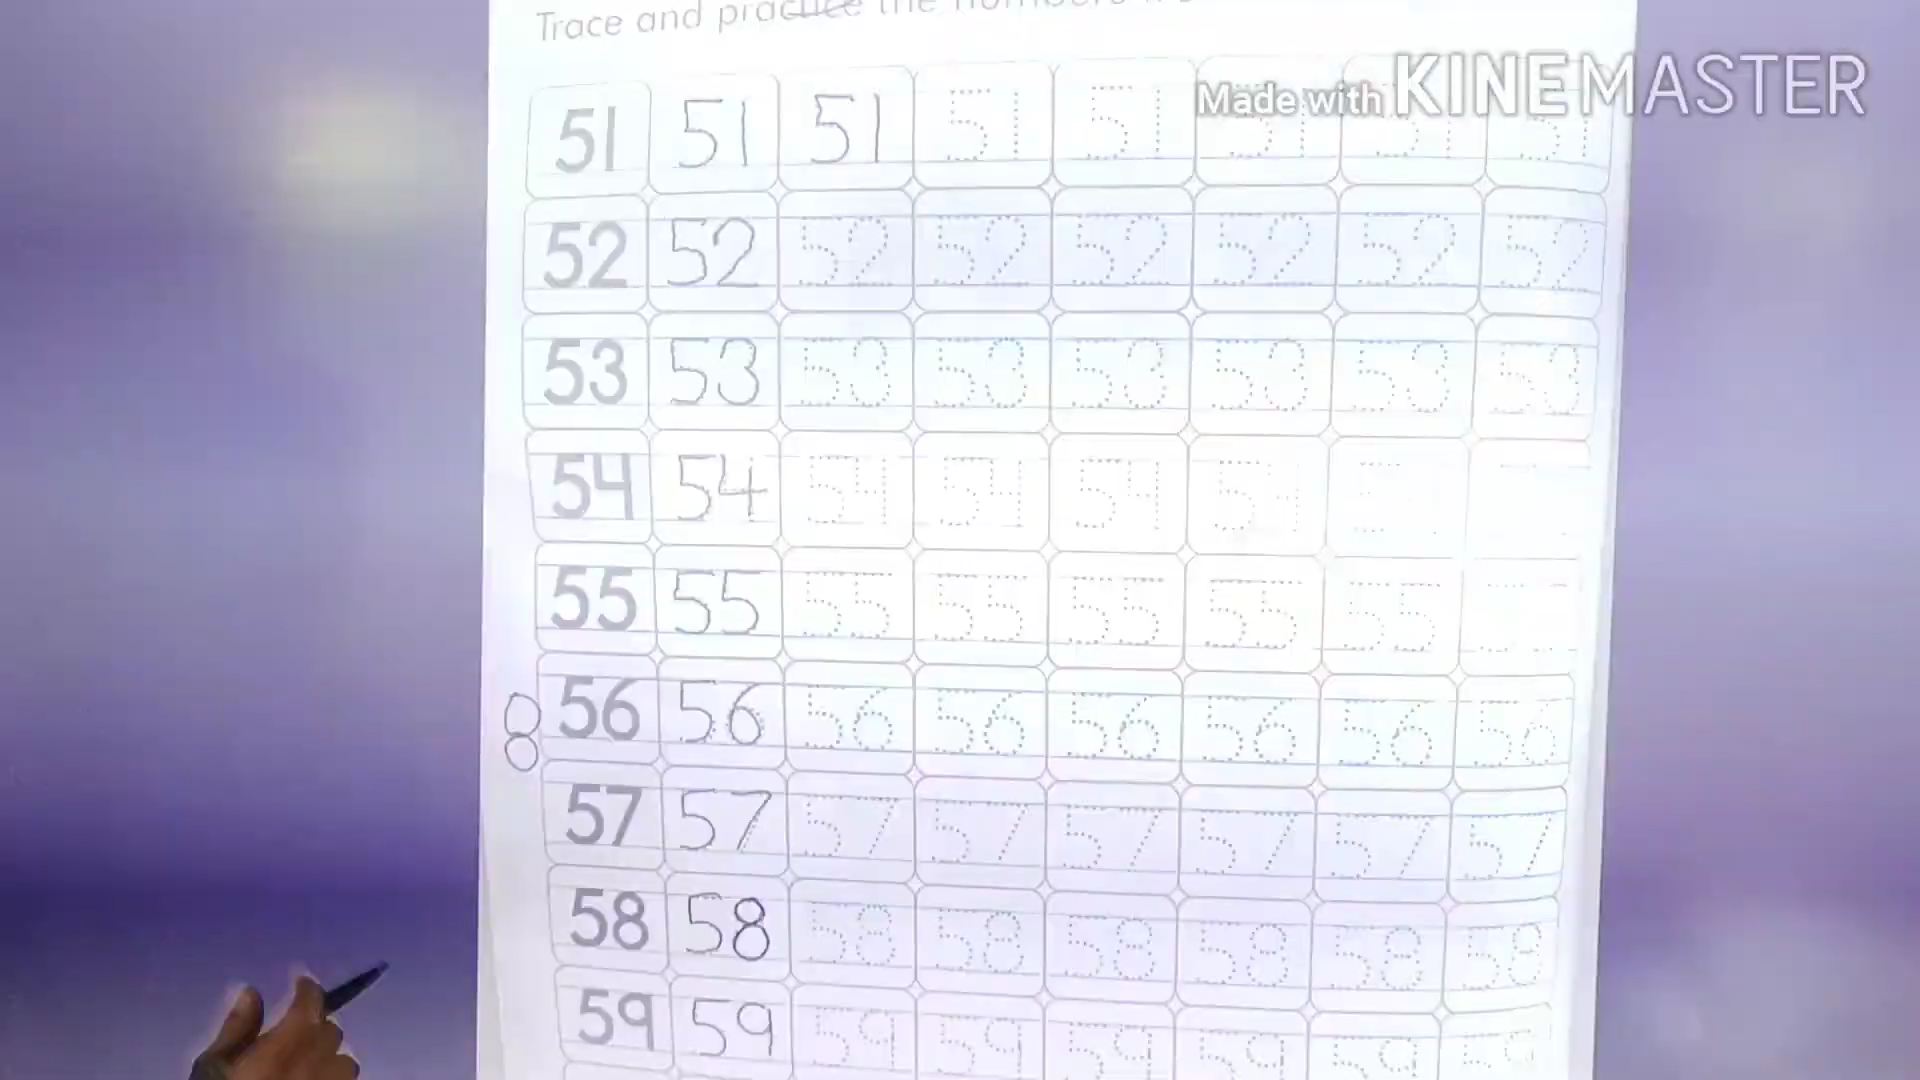 Trace and practice the numbers
Made with KINEMASTER
51 51 51 51 51 51 51 51
52 52 52 52 52 52 52 52
53 53 53 53 53 53 53 53
54 54 54 54 54 54
55 55 55 55 55 55 55
8
56 56 56 56 56 56 56 56
57 57 57 57 57 57 57 57
58 58 58 58 58 58 58 58
59 59 59 59 59 59 59 59